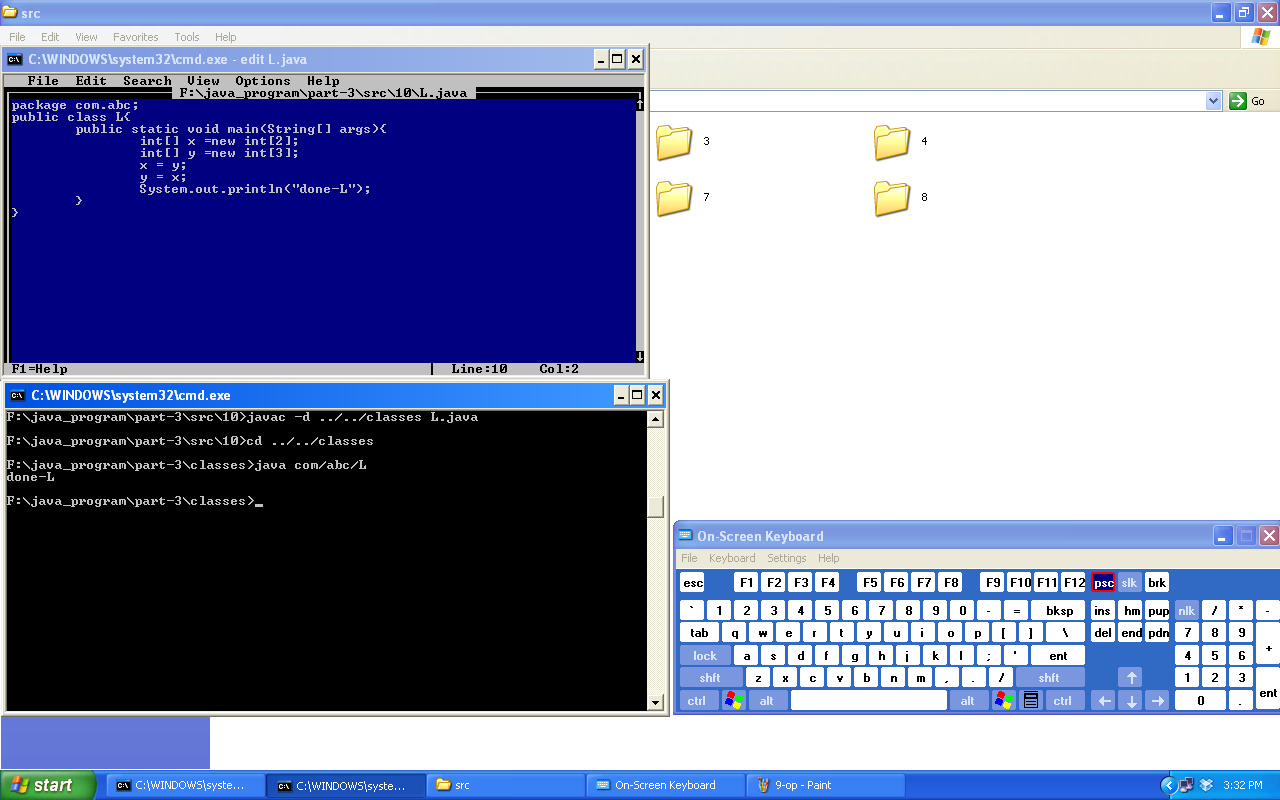 src
File Edit View Favorites Tools Help
C:\WINDOWS\system32\cmd.exe - edit L.java
File Edit Search View Options Help
F:\java_program\part-3\src\10\L.java
package com.abc;
public class L{
public static void main(String[] args){
int[] x =new int[2];
int[] y =new int[3];
x = y;
y = x;
System.out.println("done-L");
}
}
F1=Help Line:10 Col:2
Go
3 4
7 8
C:\WINDOWS\system32\cmd.exe
F:\java_program\part-3\src\10>javac -d ../../classes L.java
F:\java_program\part-3\src\10>cd ../../classes
F:\java_program\part-3\classes>java com/abc/L
done-L
F:\java_program\part-3\classes>_
On-Screen Keyboard
File Keyboard Settings Help
esc F1 F2 F3 F4 F5 F6 F7 F8 F9 F10 F11 F12 psc slk brk
` 1 2 3 4 5 6 7 8 9 0 - = bksp ins hm pup nlk / * -
tab q w e r t y u i o p [ ] \ del end pdn 7 8 9 +
lock a s d f g h j k l ; ' ent 4 5 6
shft z x c v b n m , . / shft ↑ 1 2 3 ent
ctrl alt alt ctrl ← ↓ → 0 .
start C:\WINDOWS\syste... C:\WINDOWS\syste... src On-Screen Keyboard 9-op - Paint 3:32 PM